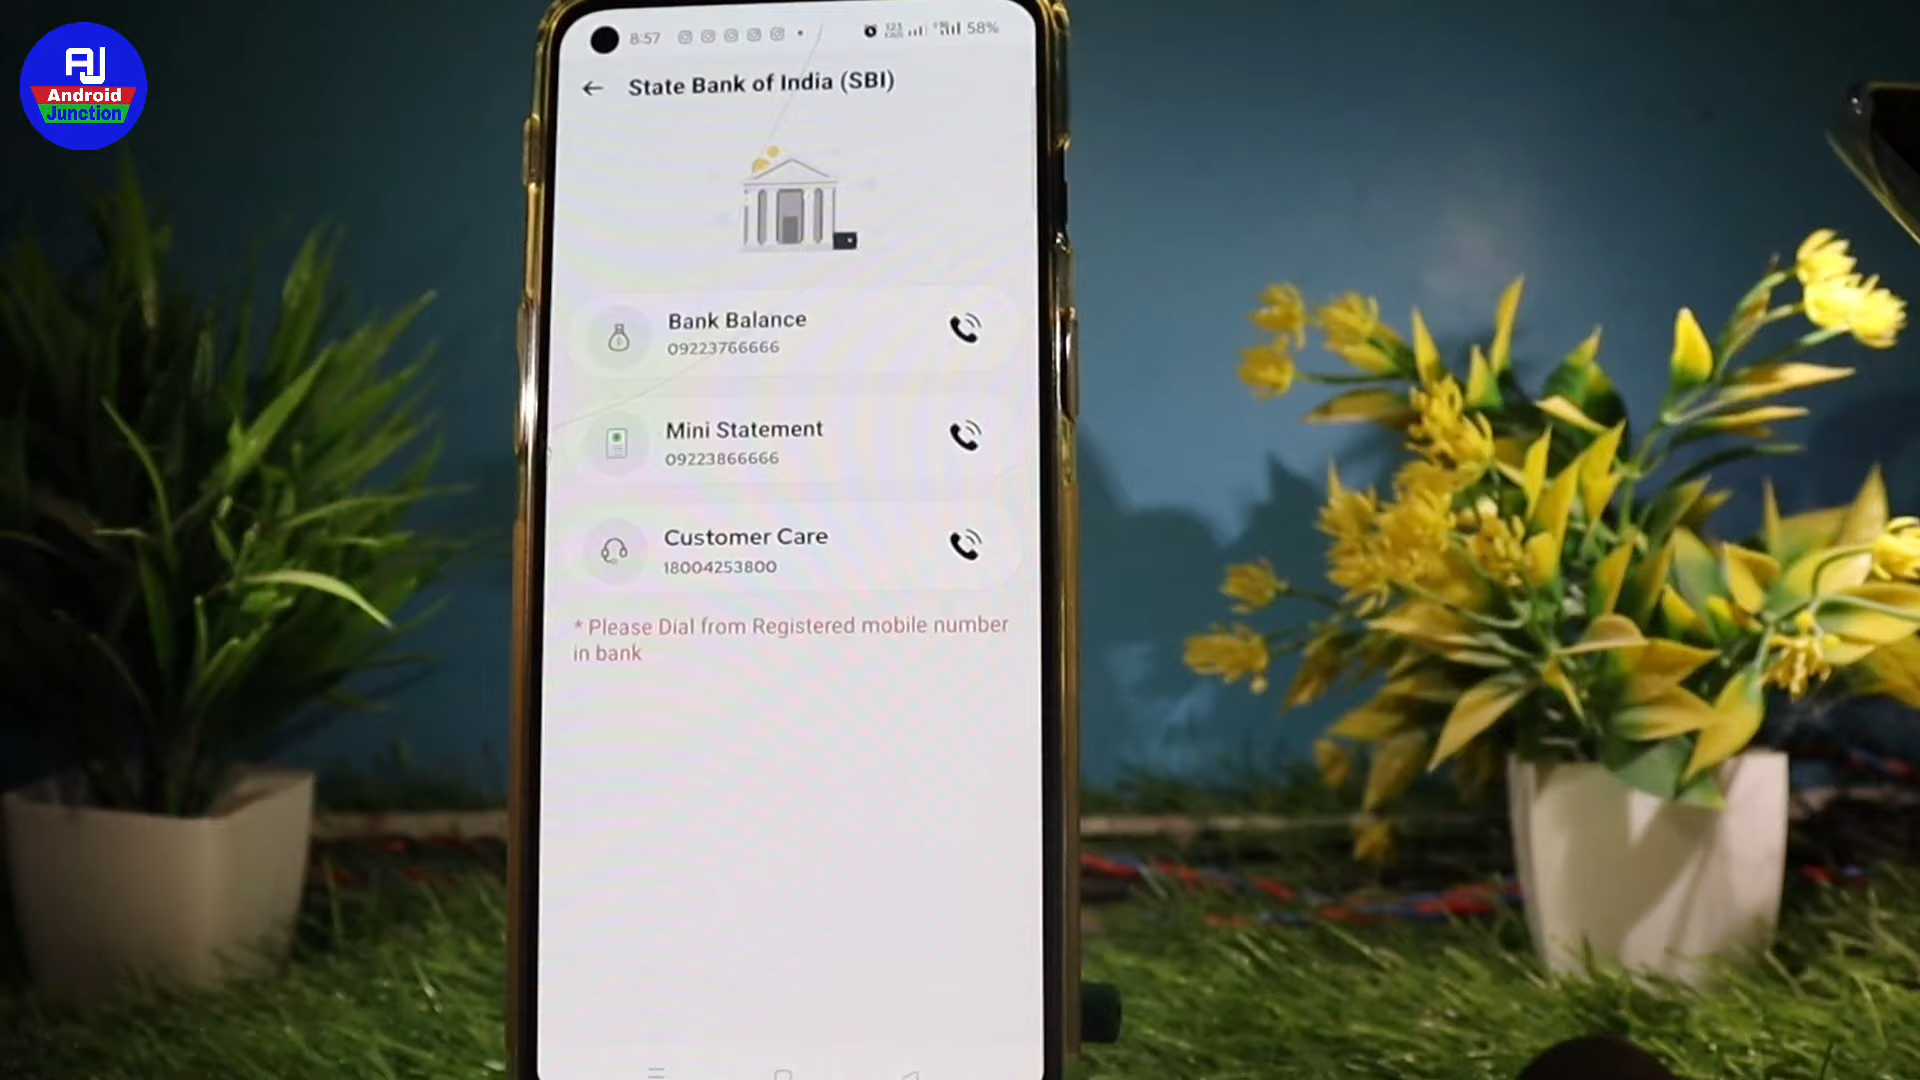 AJ
Android
Junction
8:57
58%
State Bank of India (SBI)
Bank Balance
09223766666
Mini Statement
09223866666
Customer Care
18004253800
* Please Dial from Registered mobile number
in bank